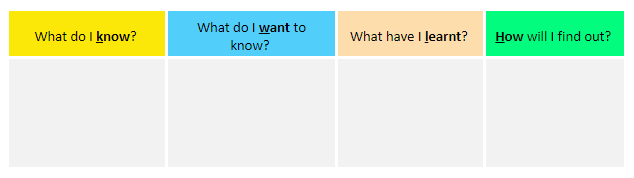 What do I know?
What do I want to
know?
What have I learnt?
How will I find out?